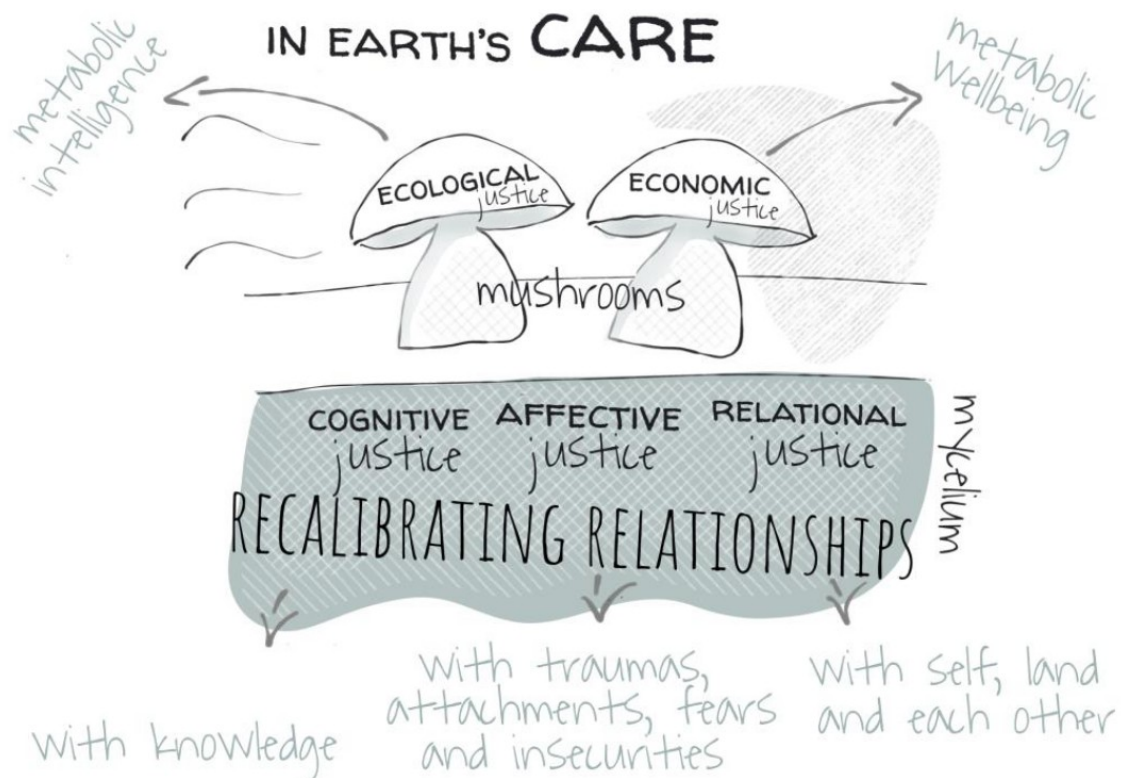 IN EARTH'S CARE
metabolic
intelligence
metabolic
wellbeing
ECOLOGICAL
justice
ECONOMIC
justice
mushrooms
COGNITIVE
justice
AFFECTIVE
justice
RELATIONAL
justice
RECALIBRATING RELATIONSHIPS
mycelium
with knowledge
with traumas,
attachments, fears
and insecurities
with self, land
and each other